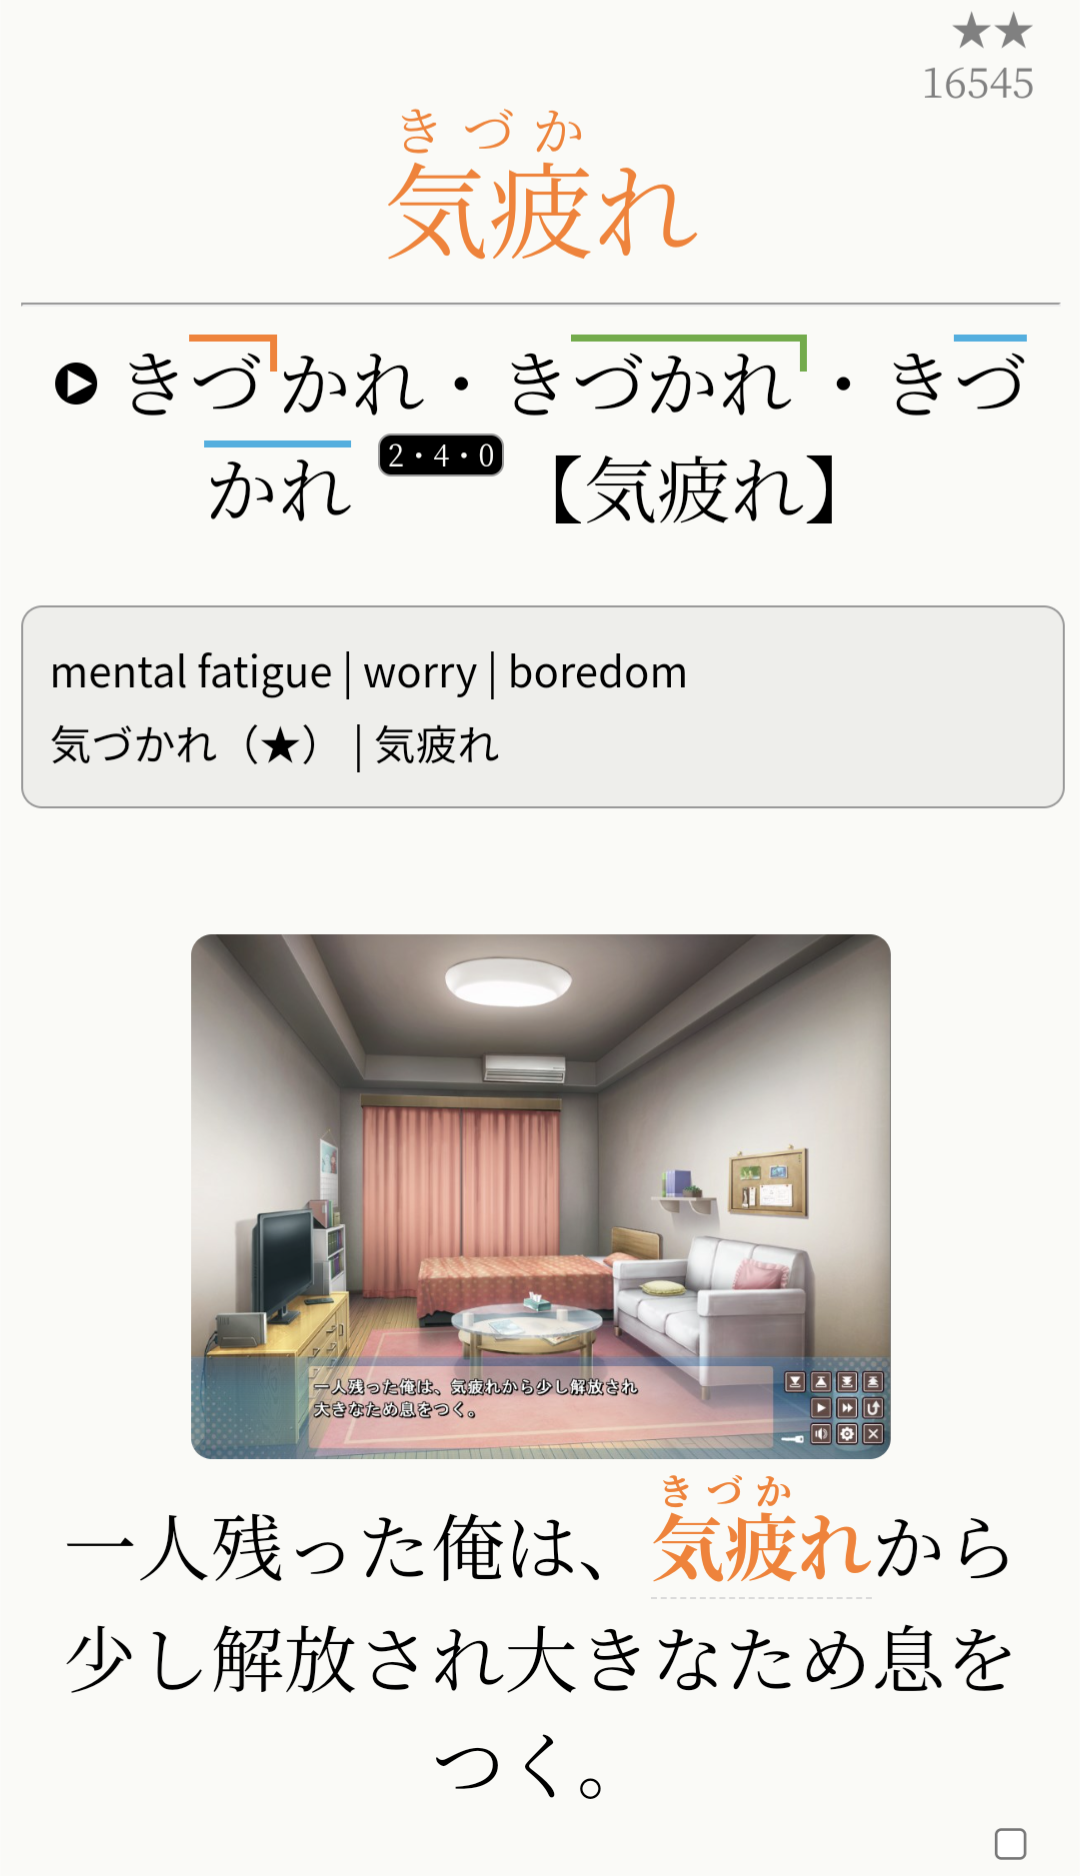 ★★
16545
きづか
気疲れ
きづかれ・きづかれ・きづ
かれ 2・4・0 【気疲れ】
mental fatigue | worry | boredom
気づかれ（★） | 気疲れ
一人残った俺は、気疲れから少し解放され
大きなため息をつく。
きづか
一人残った俺は、気疲れから
少し解放され大きなため息を
つく。